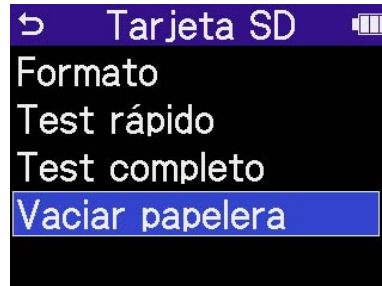 Tarjeta SD
Formato
Test rápido
Test completo
Vaciar papelera